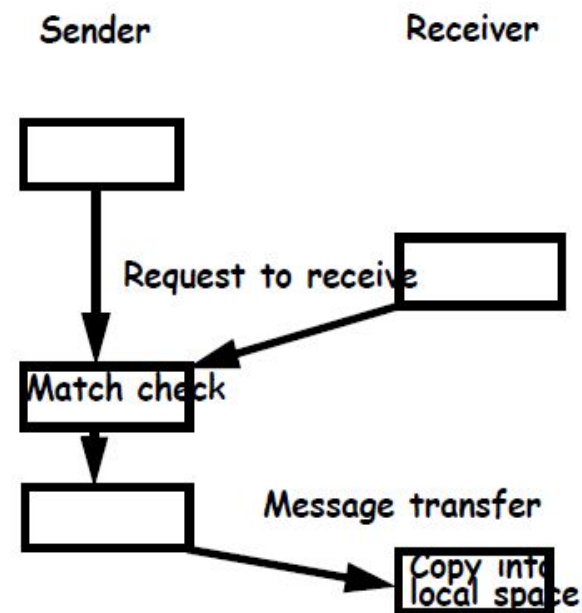 Sender
Receiver
Request to receive
Match check
Message transfer
Copy into
local space